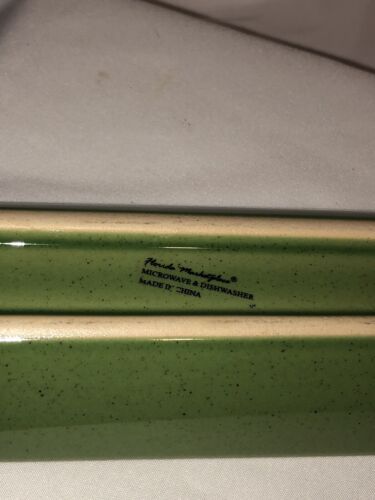 Florida Marketplace®
MICROWAVE & DISHWASHER
MADE IN CHINA